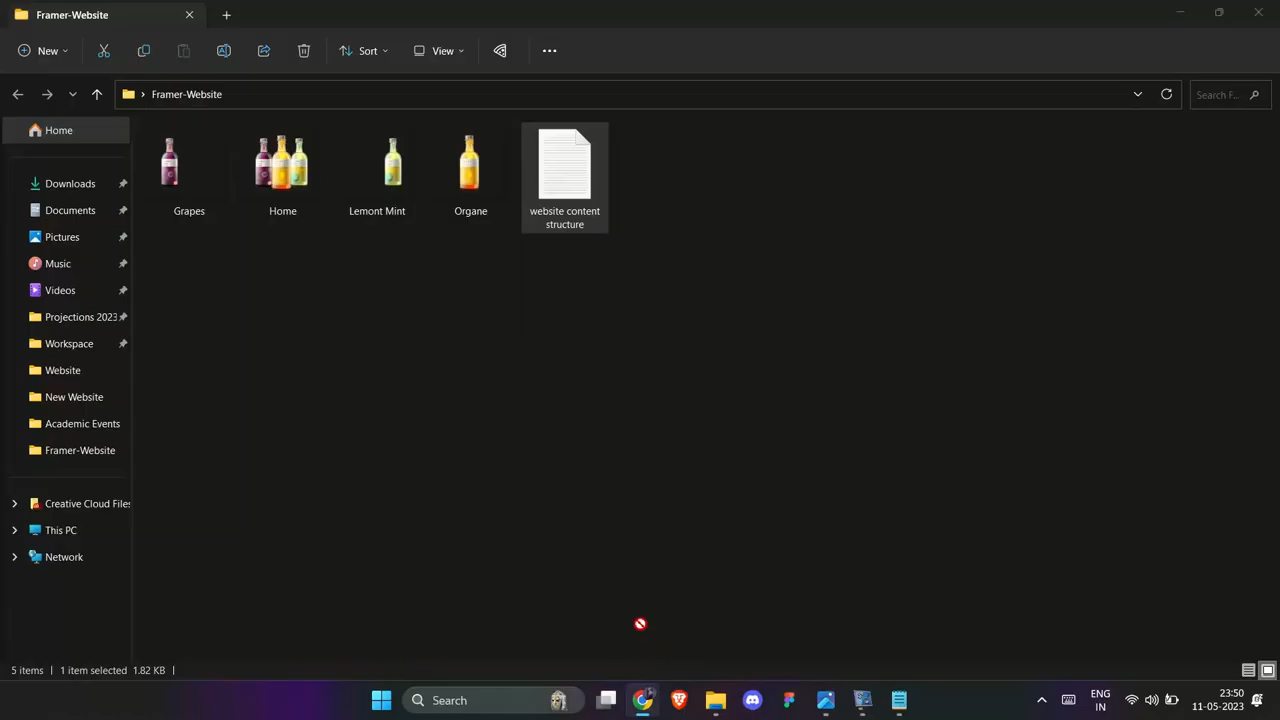 Framer-Website
New
Sort
View
Framer-Website
Search F...
Home
Downloads
Documents
Pictures
Music
Videos
Projections 2023
Workspace
Website
New Website
Academic Events
Framer-Website
Creative Cloud Files
This PC
Network
Grapes
Home
Lemont Mint
Organe
website content
structure
5 items
1 item selected 1.82 KB
Search
ENG
IN
23:50
11-05-2023